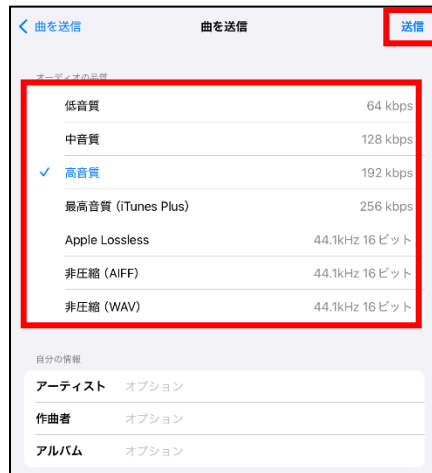 曲を送信 曲を送信 送信
オーディオの品質
低音質 64 kbps
中音質 128 kbps
高音質 192 kbps
最高音質 (iTunes Plus) 256 kbps
Apple Lossless 44.1kHz 16 ビット
非圧縮 (AIFF) 44.1kHz 16 ビット
非圧縮 (WAV) 44.1kHz 16 ビット
自分の情報
アーティスト オプション
作曲者 オプション
アルバム オプション